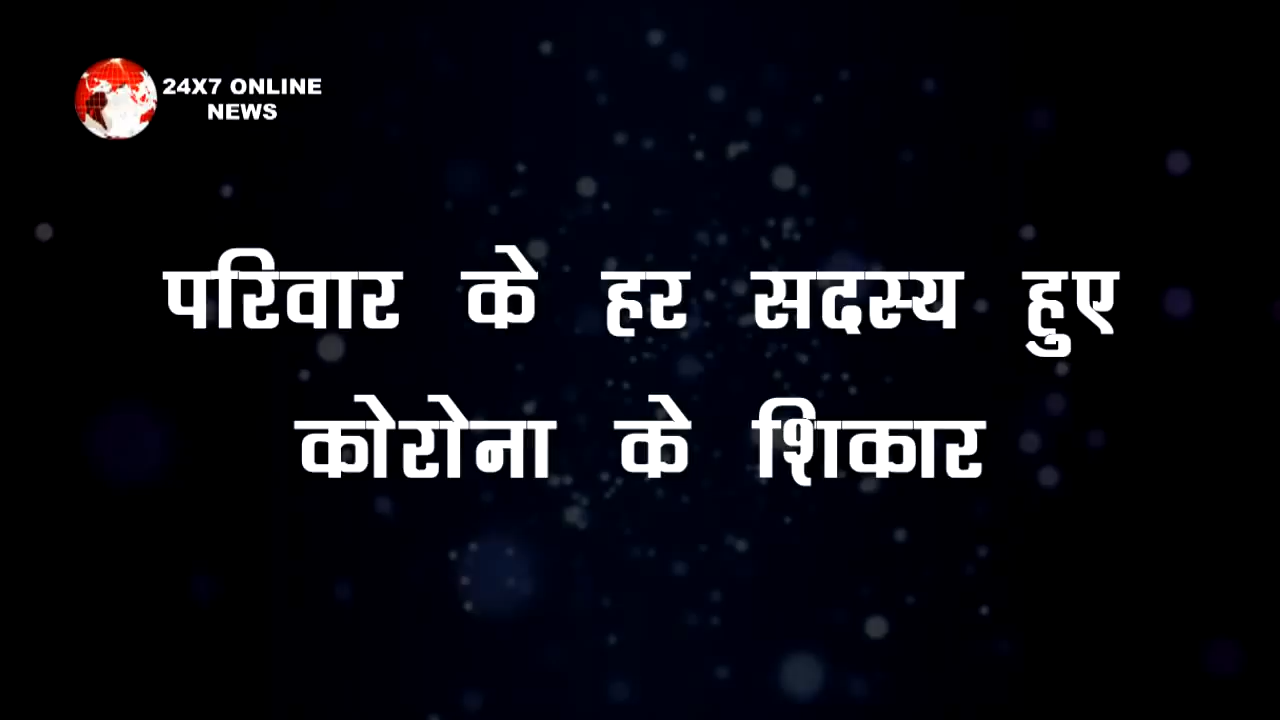 24X7 ONLINE
NEWS
परिवार के हर सदस्य हुए
कोरोना के शिकार